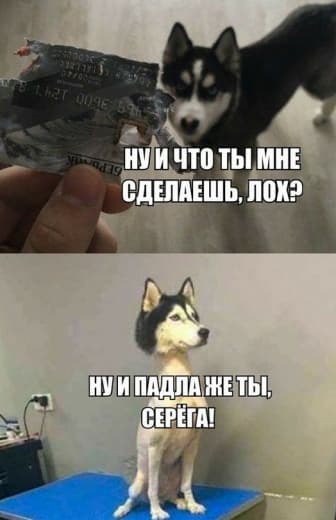 НУ И ЧТО ТЫ МНЕ
СДЕЛАЕШЬ, ЛОХ?
НУ И ПАДЛА ЖЕ ТЫ,
СЕРЁГА!